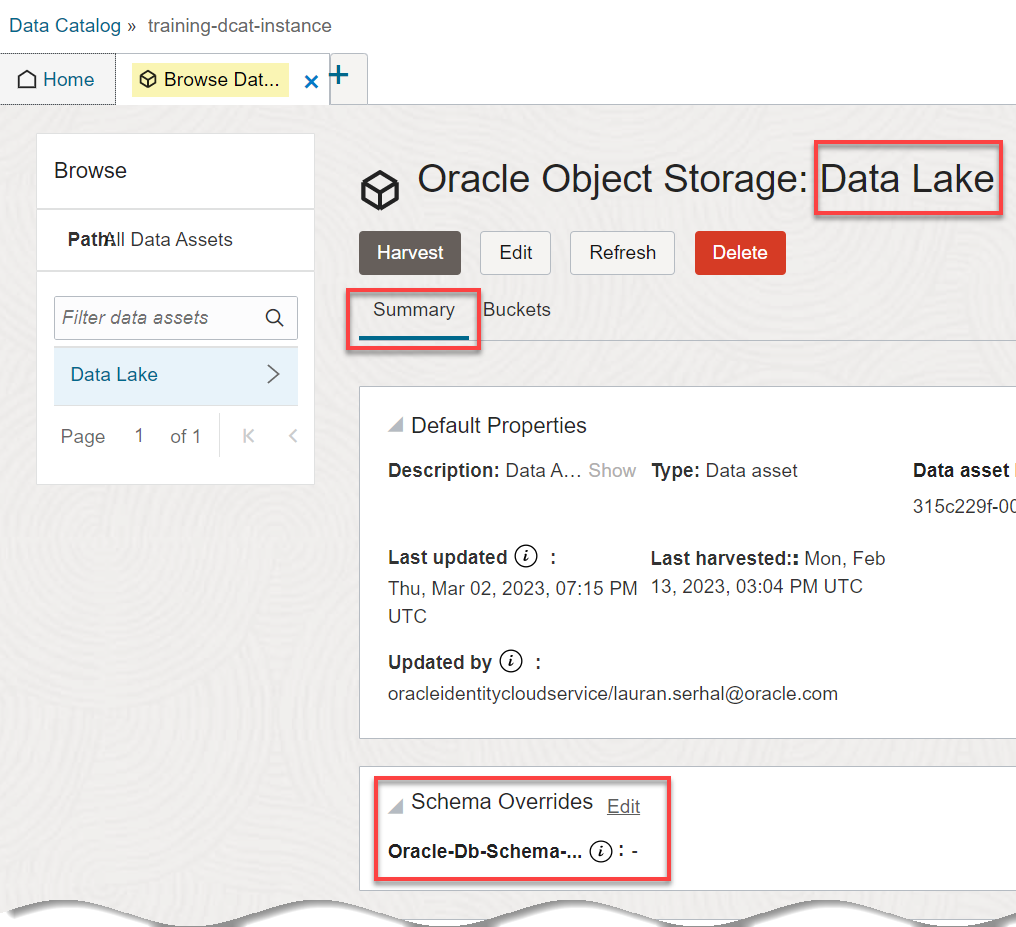 Data Catalog » training-dcat-instance
Home
Browse Dat...
Browse
Path: All Data Assets
Filter data assets
Data Lake
Page 1 of 1
Oracle Object Storage: Data Lake
Harvest Edit Refresh Delete
Summary Buckets
Default Properties
Description: Data A... Show Type: Data asset Data asset
315c229f-00
Last updated :
Thu, Mar 02, 2023, 07:15 PM
UTC
Last harvested:: Mon, Feb
13, 2023, 03:04 PM UTC
Updated by :
oracleidentitycloudservice/lauran.serhal@oracle.com
Schema Overrides Edit
Oracle-Db-Schema-... : -